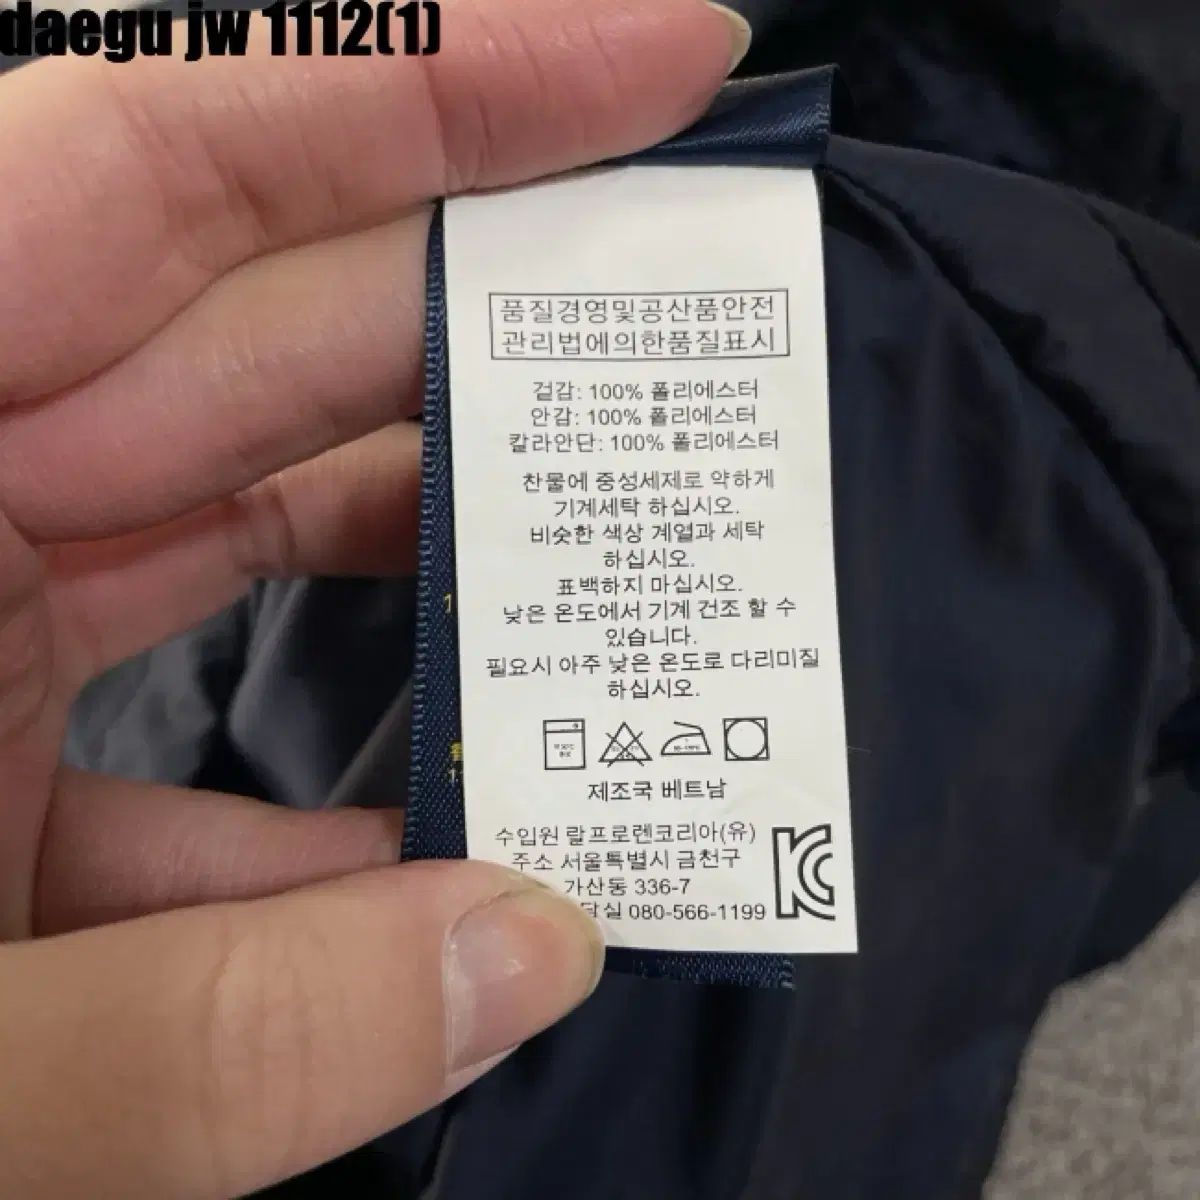 daegu jw 1112(1)
품질경영및공산품안전
관리법에의한품질표시
겉감: 100% 폴리에스터
안감: 100% 폴리에스터
칼라안단: 100% 폴리에스터
찬물에 중성세제로 약하게
기계세탁 하십시오.
비슷한 색상 계열과 세탁
하십시오.
표백하지 마십시오.
낮은 온도에서 기계 건조 할 수
있습니다.
필요시 아주 낮은 온도로 다리미질
하십시오.
제조국 베트남
수입원 랄프로렌코리아(유)
주소 서울특별시 금천구
가산동 336-7
담실 080-566-1199